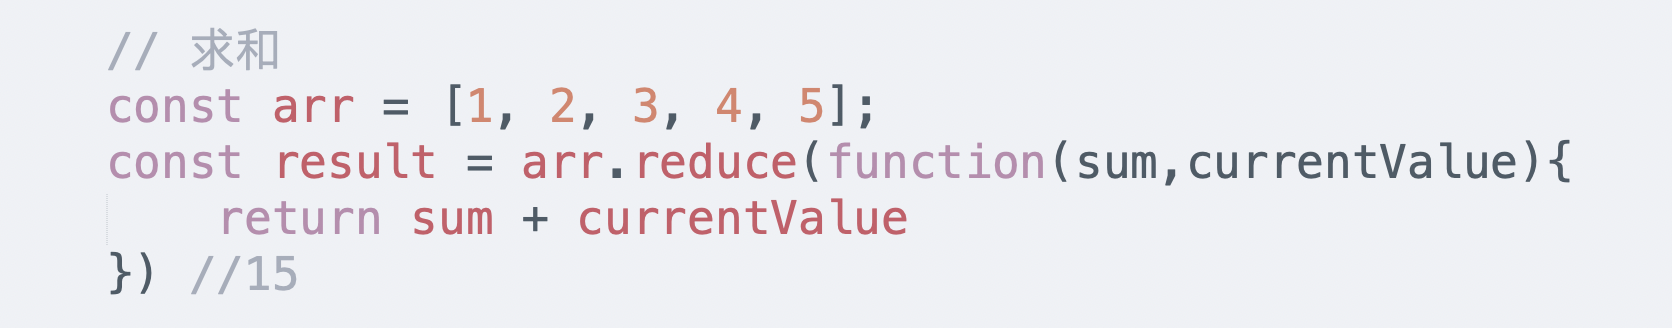 // 求和
const arr = [1, 2, 3, 4, 5];
const result = arr.reduce(function(sum,currentValue){
    return sum + currentValue
}) //15